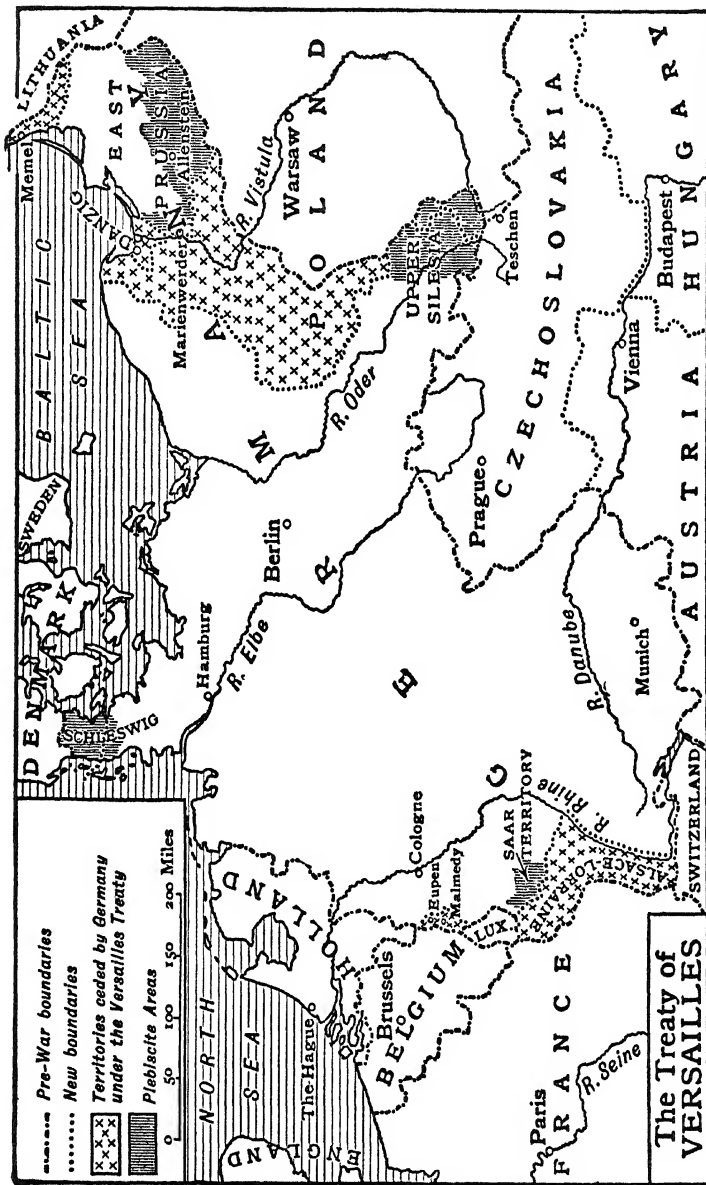 Pre-War boundaries
New boundaries
Territories ceded by Germany
under the Versailles Treaty
Plebiscite Areas
0 50 100 150 200 Miles
DENMARK
SWEDEN
BALTIC
SEA
LITHUANIA
Memel
SCHLESWIG
DANZIG
EAST
PRUSSIA
Allenstein
Marienwerder
NORTH
SEA
ENGLAND
HOLLAND
The Hague
Hamburg
R. Elbe
Berlin
R. Oder
R. Vistula
Warsaw
POLAND
GERMANY
UPPER
SILESIA
Teschen
Brussels
BELGIUM
Cologne
Eupen
Malmedy
LUX
SAAR
TERRITORY
R. Rhine
ALSACE-LORRAINE
Prague
CZECHOSLOVAKIA
Paris
R. Seine
FRANCE
SWITZERLAND
R. Danube
Munich
Vienna
Budapest
AUSTRIA
HUNGARY
The Treaty of
VERSAILLES